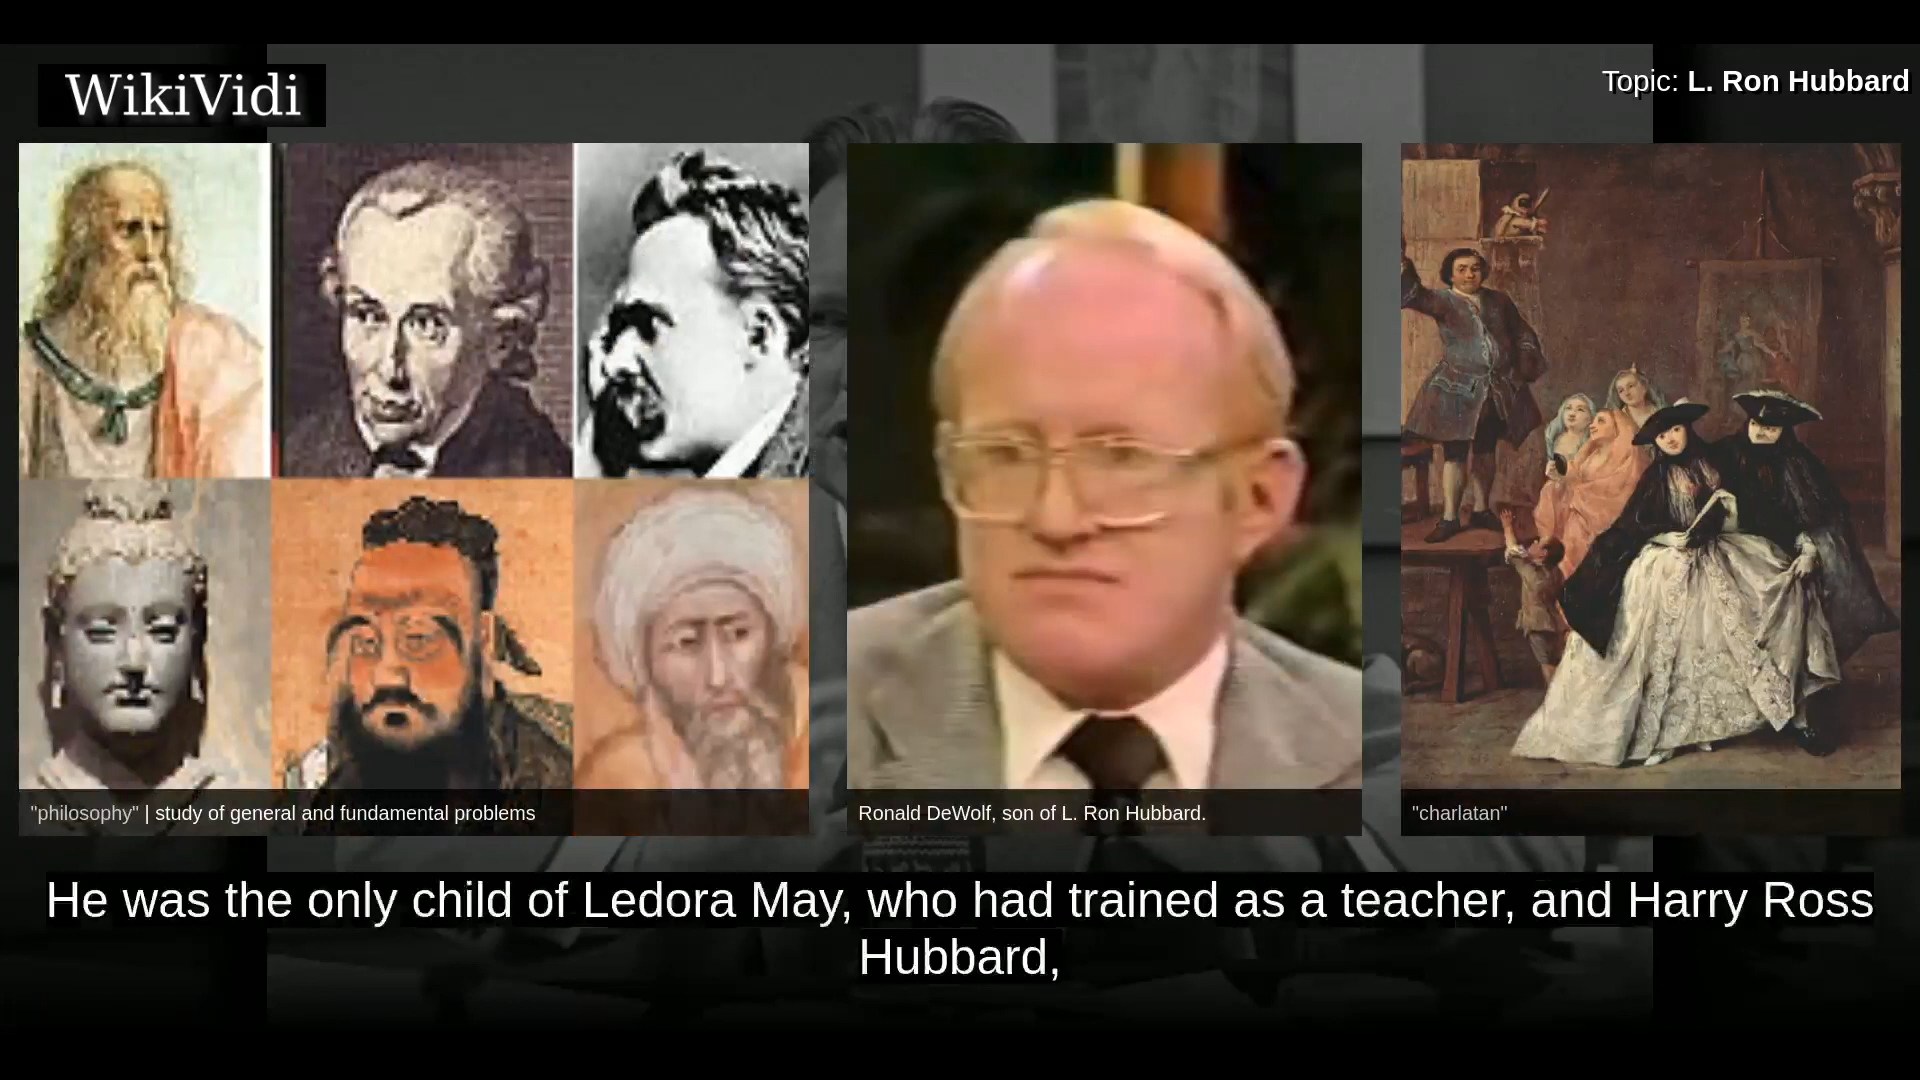 WikiVidi
Topic: L. Ron Hubbard
"philosophy" | study of general and fundamental problems
Ronald DeWolf, son of L. Ron Hubbard.
"charlatan"
He was the only child of Ledora May, who had trained as a teacher, and Harry Ross
Hubbard,